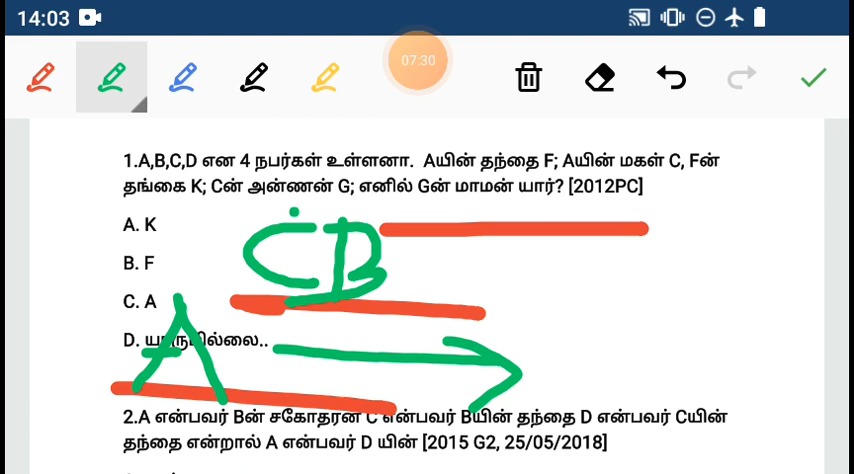 14:03
07:30
1.A,B,C,D என 4 நபர்கள் உள்ளனர். Aயின் தந்தை F; Aயின் மகள் C, Fன்
தங்கை K; Cன் அண்ணன் G; எனில் Gன் மாமன் யார்? [2012PC]
A. K
B. F
CB
C. A
D. யாருமில்லை..
A
2.A என்பவர் Bன் சகோதரன் C என்பவர் Bயின் தந்தை D என்பவர் Cயின்
தந்தை என்றால் A என்பவர் D யின் [2015 G2, 25/05/2018]